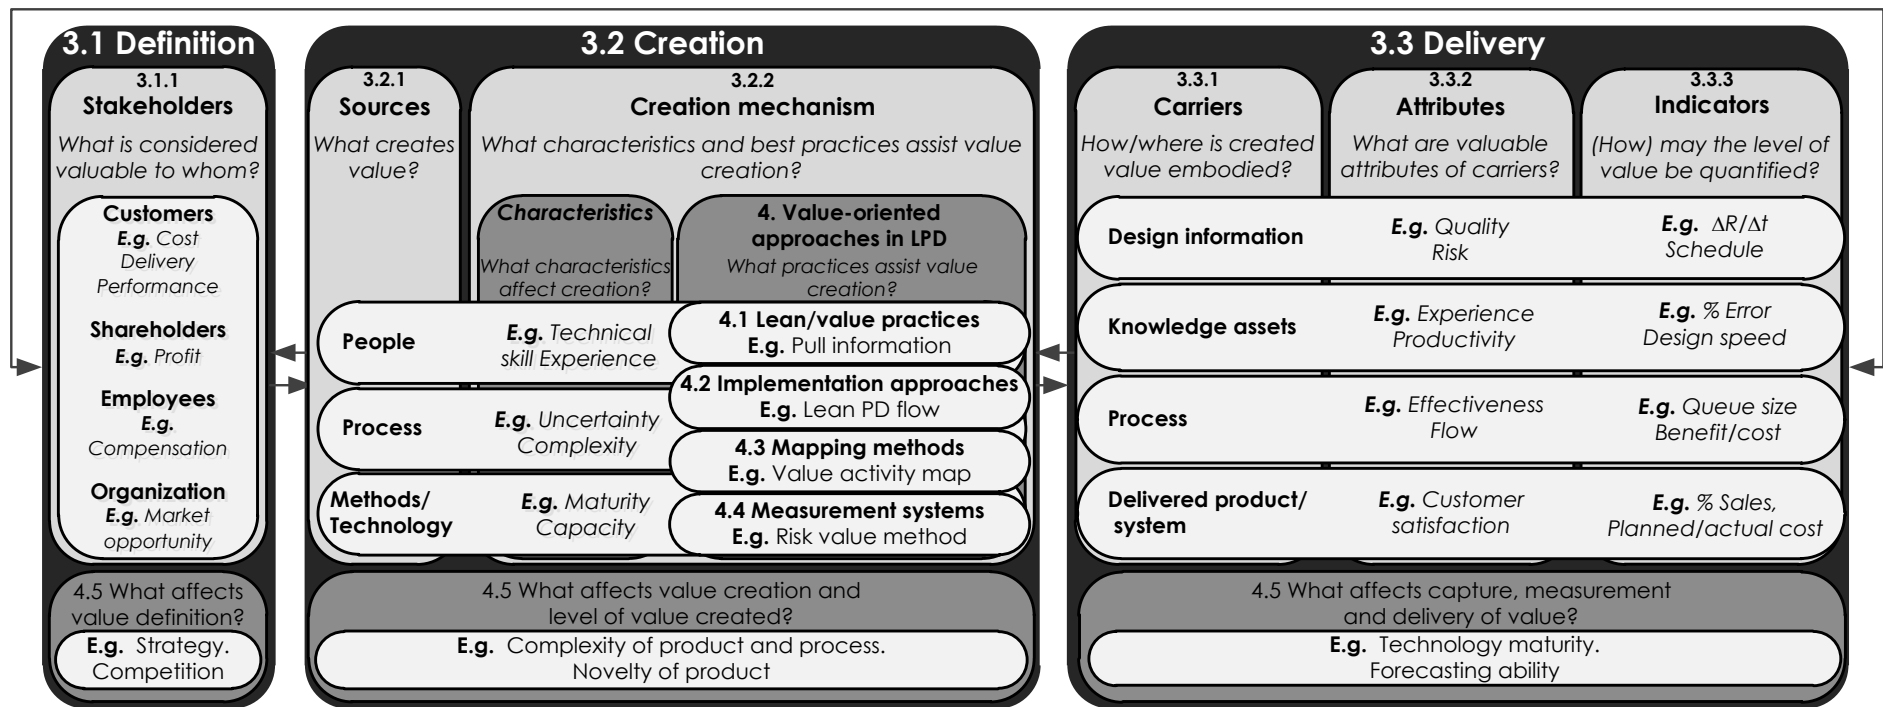 3.1 Definition
3.1.1
Stakeholders
What is considered
valuable to whom?
Customers
E.g. Cost
Delivery
Performance
Shareholders
E.g. Profit
Employees
E.g.
Compensation
Organization
E.g. Market
opportunity
4.5 What affects
value definition?
E.g. Strategy.
Competition
3.2 Creation
3.2.1
Sources
What creates
value?
3.2.2
Creation mechanism
What characteristics and best practices assist value
creation?
Characteristics
What characteristics
affect creation?
4. Value-oriented
approaches in LPD
What practices assist value
creation?
People
E.g. Technical
skill Experience
Process
E.g. Uncertainty
Complexity
Methods/
Technology
E.g. Maturity
Capacity
4.1 Lean/value practices
E.g. Pull information
4.2 Implementation approaches
E.g. Lean PD flow
4.3 Mapping methods
E.g. Value activity map
4.4 Measurement systems
E.g. Risk value method
4.5 What affects value creation and
level of value created?
E.g. Complexity of product and process.
Novelty of product
3.3 Delivery
3.3.1
Carriers
How/where is created
value embodied?
3.3.2
Attributes
What are valuable
attributes of carriers?
3.3.3
Indicators
(How) may the level of
value be quantified?
Design information
E.g. Quality
Risk
E.g. ΔR/Δt
Schedule
Knowledge assets
E.g. Experience
Productivity
E.g. % Error
Design speed
Process
E.g. Effectiveness
Flow
E.g. Queue size
Benefit/cost
Delivered product/
system
E.g. Customer
satisfaction
E.g. % Sales,
Planned/actual cost
4.5 What affects capture, measurement
and delivery of value?
E.g. Technology maturity.
Forecasting ability